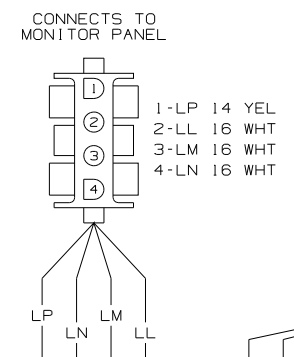 CONNECTS TO
MONITOR PANEL
1
2
3
4
1-LP 14 YEL
2-LL 16 WHT
3-LM 16 WHT
4-LN 16 WHT
LP
LN
LM
LL